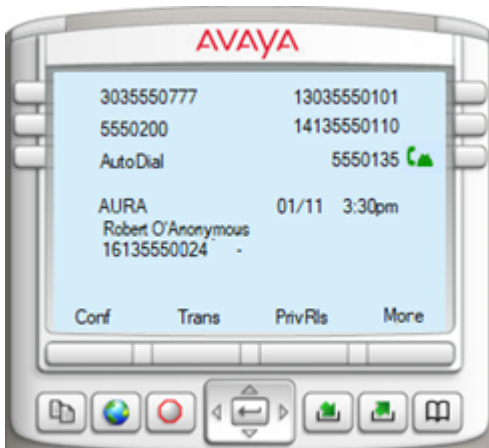 AVAYA
3035550777 13035550101
5550200 14135550110
AutoDial 5550135
AURA 01/11 3:30pm
Robert O'Anonymous
16135550024 -
Conf Trans PrivRls More